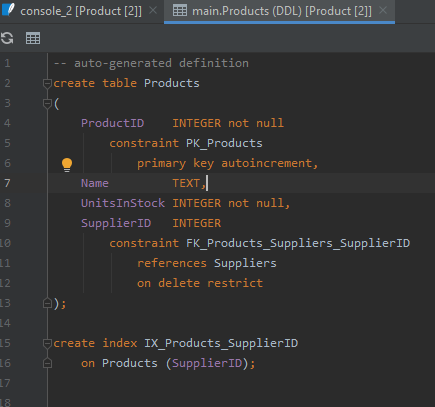 console_2 [Product [2]] main.Products (DDL) [Product [2]]
1 -- auto-generated definition
2 create table Products
3 (
4 ProductID INTEGER not null
5 constraint PK_Products
6 primary key autoincrement,
7 Name TEXT,
8 UnitsInStock INTEGER not null,
9 SupplierID INTEGER
10 constraint FK_Products_Suppliers_SupplierID
11 references Suppliers
12 on delete restrict
13 );
14
15 create index IX_Products_SupplierID
16 on Products (SupplierID);
17
18